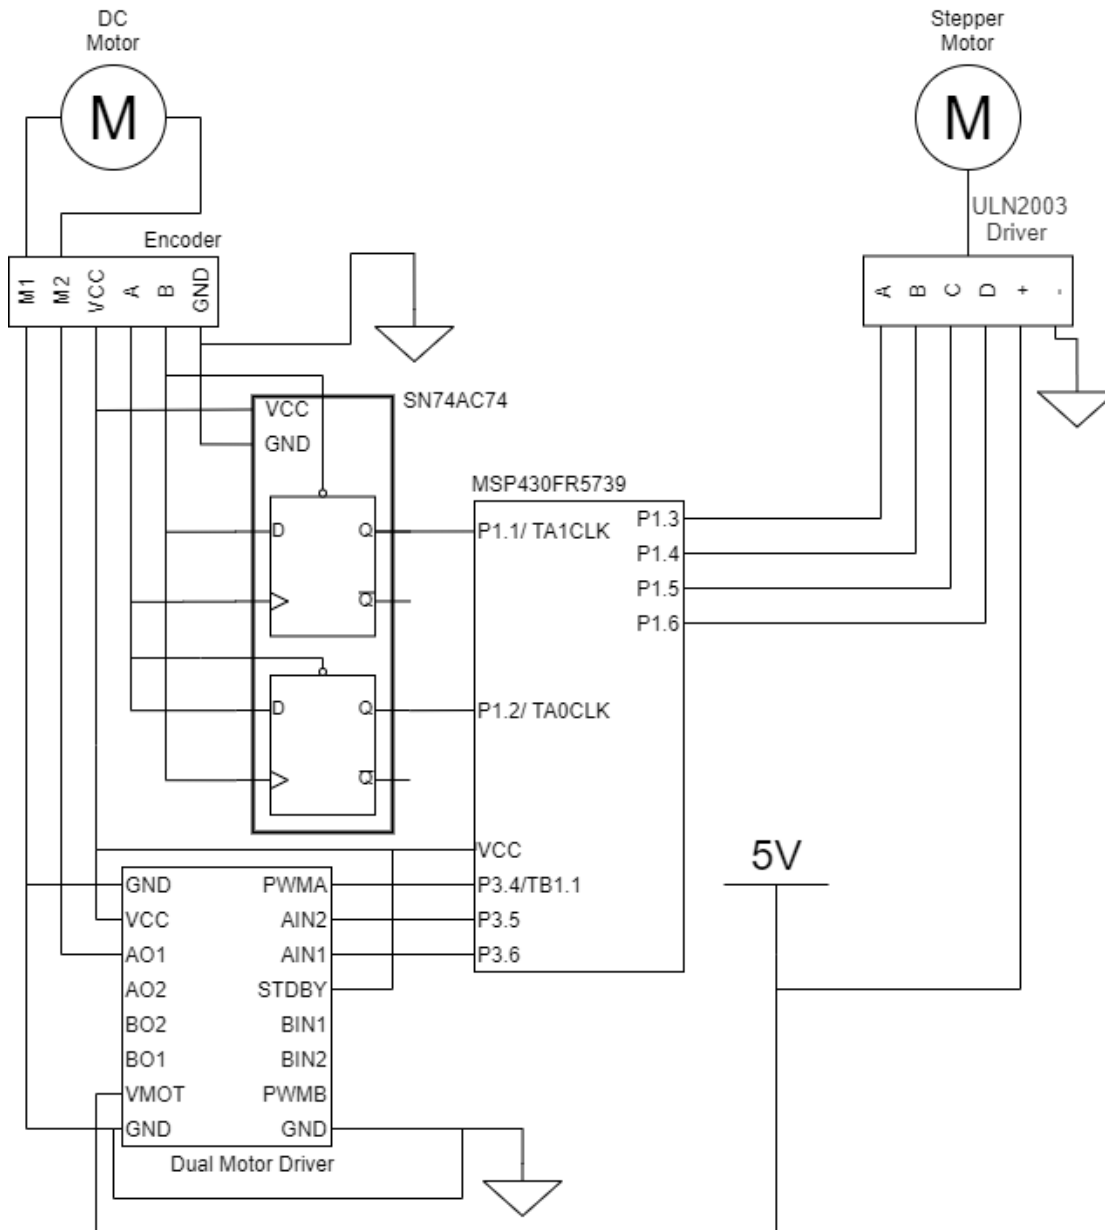 DC
Motor
M
Stepper
Motor
M
ULN2003
Driver
Encoder
M1
M2
VCC
A
B
GND
A
B
C
D
+
-
SN74AC74
VCC
GND
D
Q
Q̅
D
Q
Q̅
MSP430FR5739
P1.1/ TA1CLK
P1.2/ TA0CLK
VCC
P3.4/TB1.1
P3.5
P3.6
P1.3
P1.4
P1.5
P1.6
5V
GND
VCC
AO1
AO2
BO2
BO1
VMOT
GND
PWMA
AIN2
AIN1
STDBY
BIN1
BIN2
PWMB
GND
Dual Motor Driver